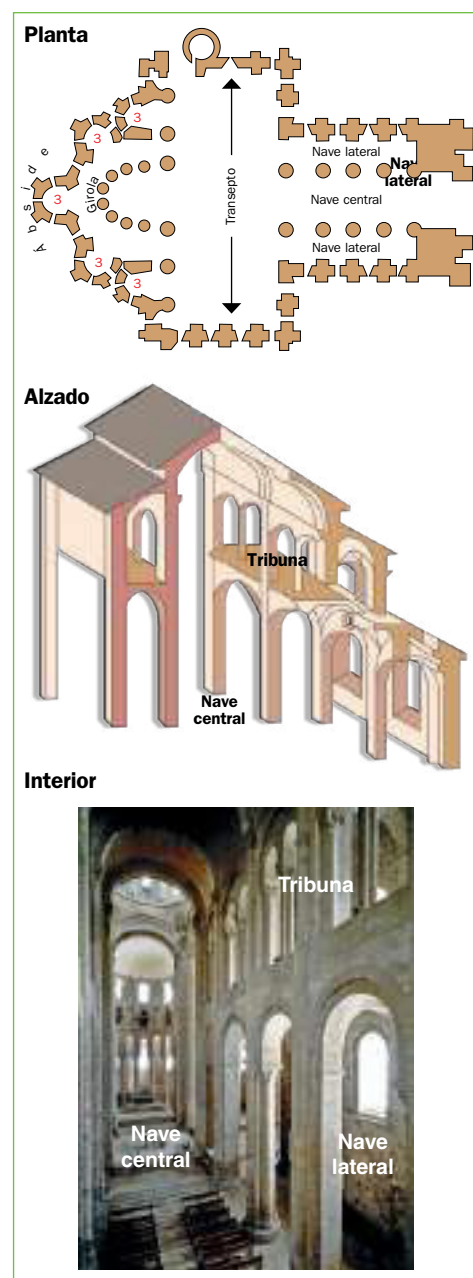 Planta
3
3
Nave lateral
Nave
lateral
Ábside
3
Girola
Transepto
Nave central
Nave lateral
3
3
Alzado
Tribuna
Nave
central
Interior
Tribuna
Nave
central
Nave
lateral